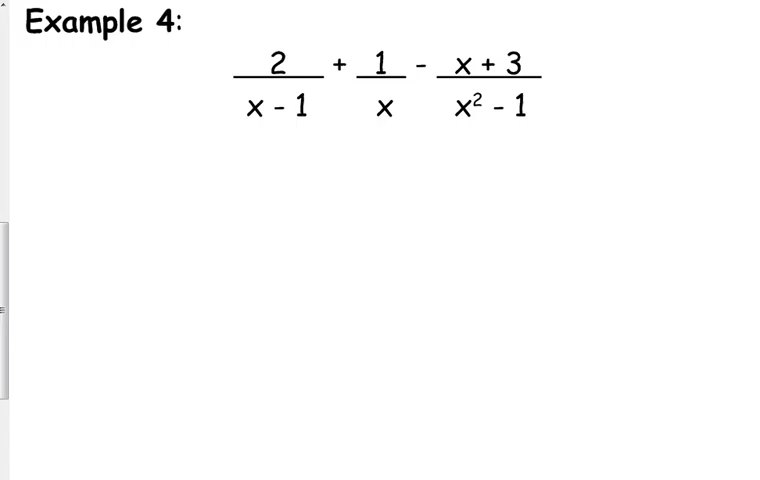 Example 4:
2 + 1 - x + 3
x - 1 x x² - 1